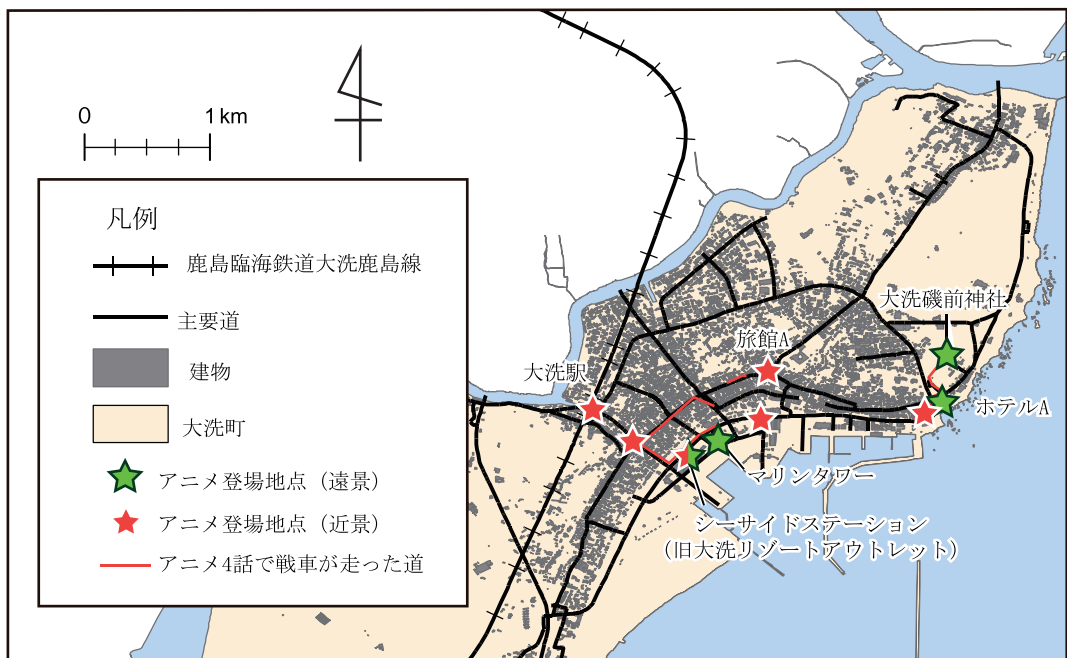 0 1 km
凡例
鹿島臨海鉄道大洗鹿島線
主要道
建物
大洗町
アニメ登場地点（遠景）
アニメ登場地点（近景）
アニメ4話で戦車が走った道
大洗磯前神社
旅館A
大洗駅
ホテルA
マリンタワー
シーサイドステーション
（旧大洗リゾートアウトレット）